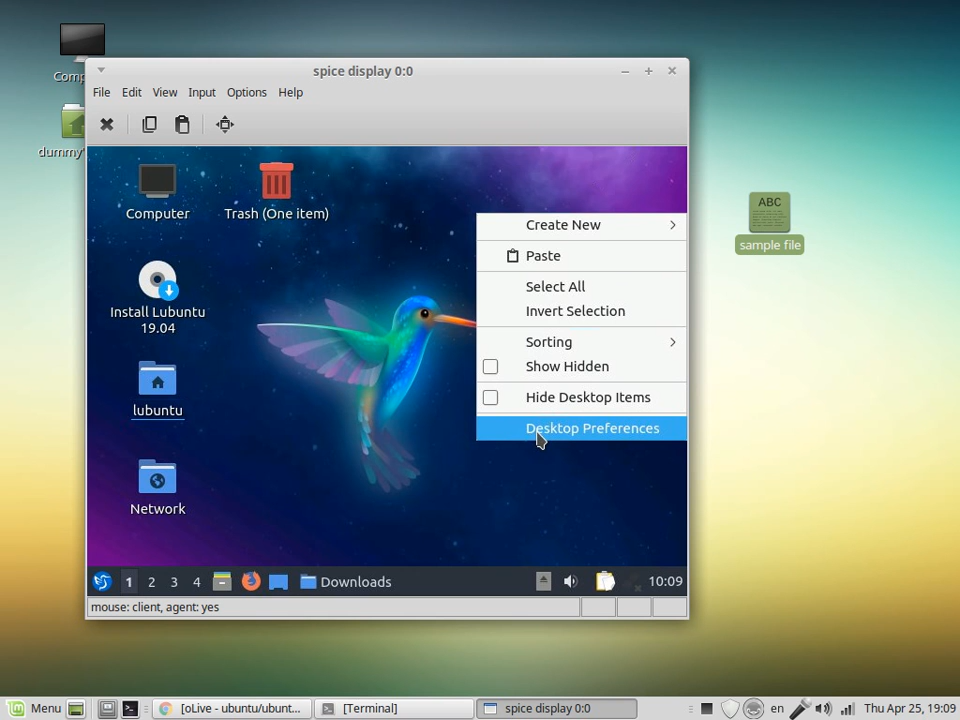 Comp
dummy'
spice display 0:0
File Edit View Input Options Help
Computer
Trash (One item)
Install Lubuntu
19.04
lubuntu
Network
Create New
Paste
Select All
Invert Selection
Sorting
Show Hidden
Hide Desktop Items
Desktop Preferences
ABC
sample file
1 2 3 4 Downloads 10:09
mouse: client, agent: yes
Menu [oLive - ubuntu/ubunt... [Terminal] spice display 0:0 en Thu Apr 25, 19:09